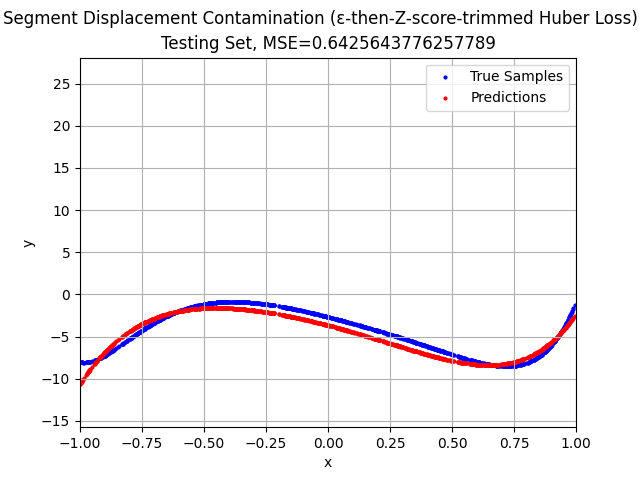 Segment Displacement Contamination (ε-then-Z-score-trimmed Huber Loss)
Testing Set, MSE=0.6425643776257789
True Samples
Predictions
25
20
15
10
5
0
−5
−10
−15
y
−1.00 −0.75 −0.50 −0.25 0.00 0.25 0.50 0.75 1.00
x